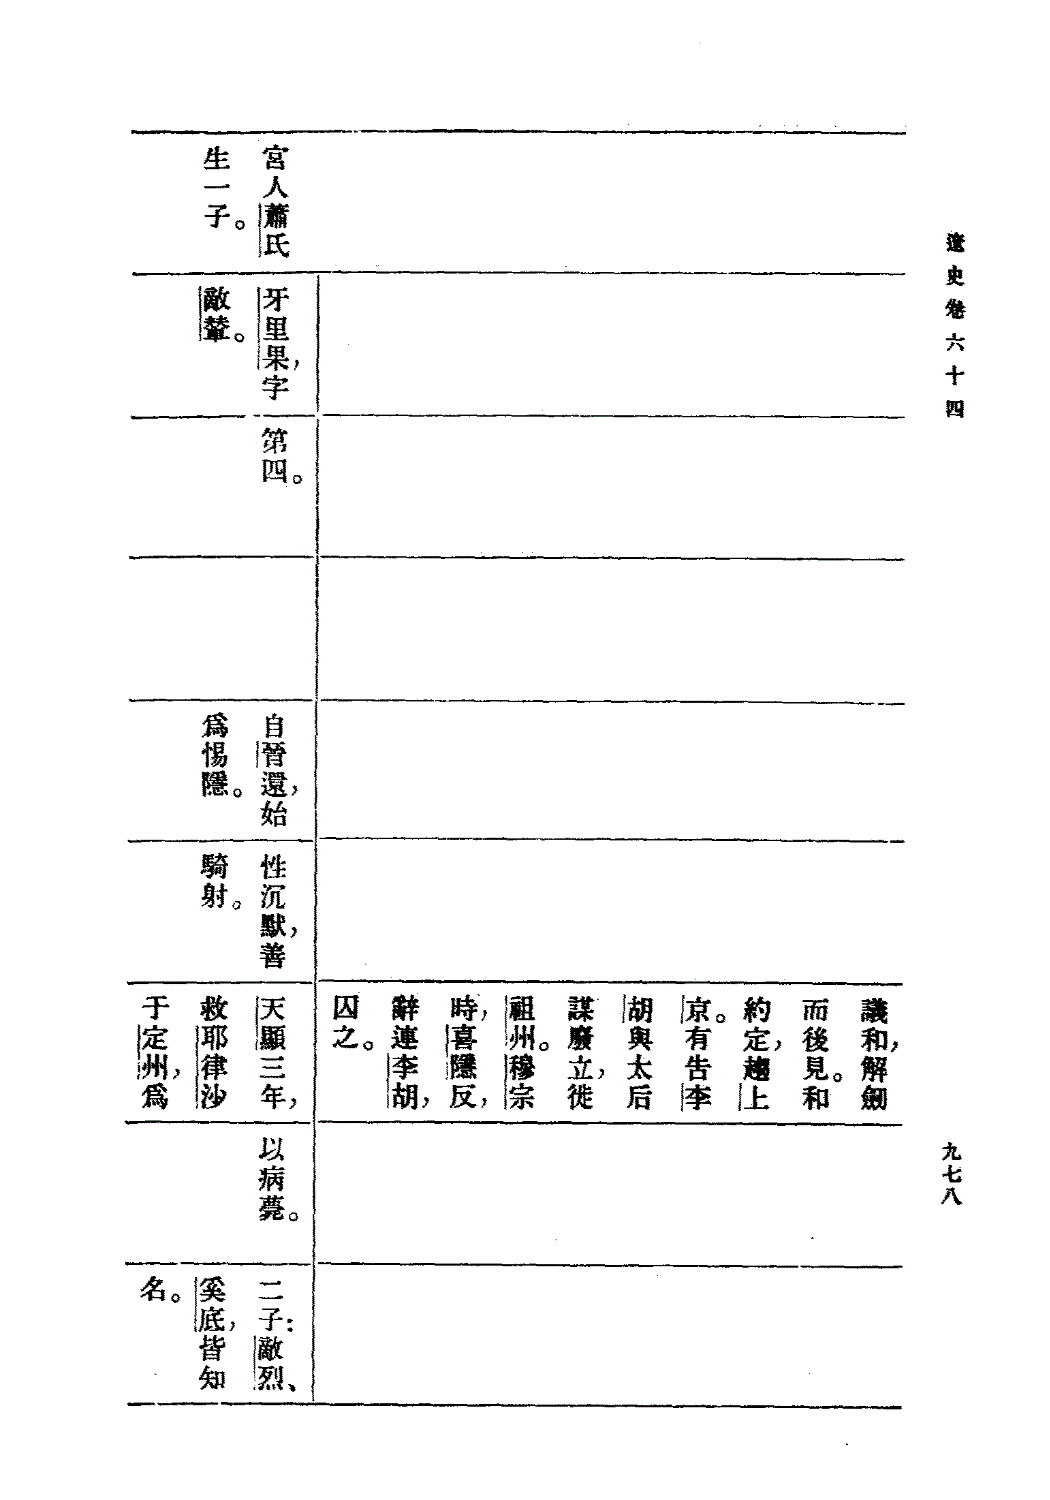 遼史卷六十四
九七八
議和,解劍
而後見。和
約定,趨上
京。有告李
胡與太后
謀廢立,徙
祖州。穆宗
時,喜隱反,
辭連李胡,
囚之。
宮人蕭氏
生一子。
牙里果,字
敵輦。
第四。
自晉還,始
爲惕隱。
性沉默,善
騎射。
天顯三年,
救耶律沙
于定州,爲
以病薨。
二子:敵烈、
奚底,皆知
名。